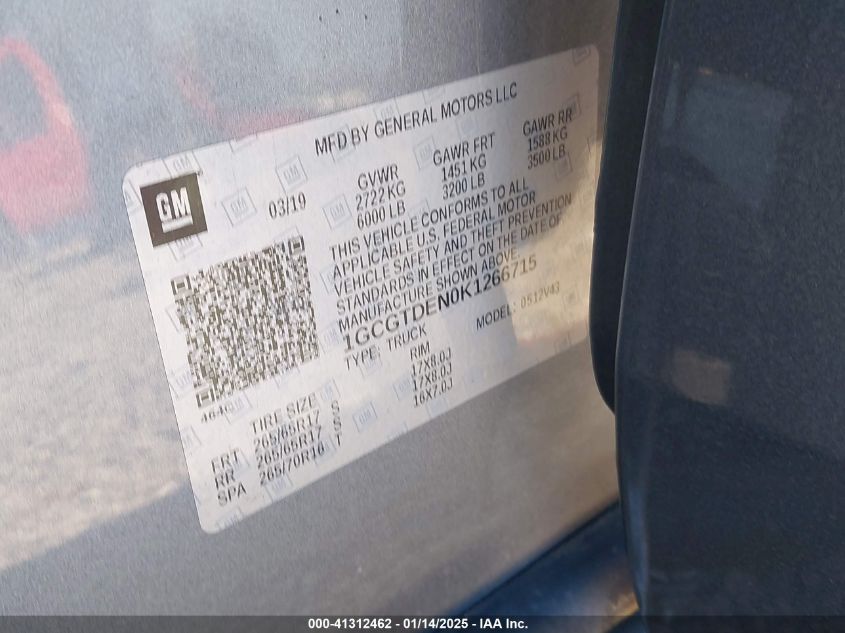 MFD BY GENERAL MOTORS LLC
GM
03/19
GVWR
2722 KG
6000 LB
GAWR FRT
1451 KG
3200 LB
GAWR RR
1588 KG
3500 LB
THIS VEHICLE CONFORMS TO ALL
APPLICABLE U.S. FEDERAL MOTOR
VEHICLE SAFETY AND THEFT PREVENTION
STANDARDS IN EFFECT ON THE DATE OF
MANUFACTURE SHOWN ABOVE.
1GCGTDEN0K1266715
TYPE: TRUCK
MODEL: 0512V43
TIRE SIZE RIM
FRT 265/65R17 S 17X8.0J
RR 265/65R17 S 17X8.0J
SPA 265/70R16 T 16X7.0J
000-41312462 - 01/14/2025 - IAA Inc.